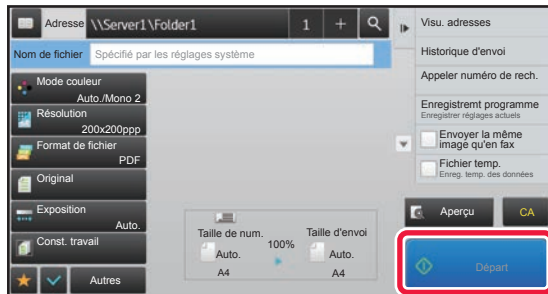 Adresse \\Server1\Folder1 1 +
Nom de fichier Spécifié par les réglages système
Mode couleur
Auto./Mono 2
Résolution
200x200ppp
Format de fichier
PDF
Original
Exposition
Auto.
Const. travail
Autres
Taille de num. 100% Taille d'envoi
Auto. Auto.
A4 A4
Visu. adresses
Historique d'envoi
Appeler numéro de rech.
Enregistremt programme
Enregistrer réglages actuels
Envoyer la même
image qu'en fax
Fichier temp.
Enreg. temp. des données
Aperçu CA
Départ